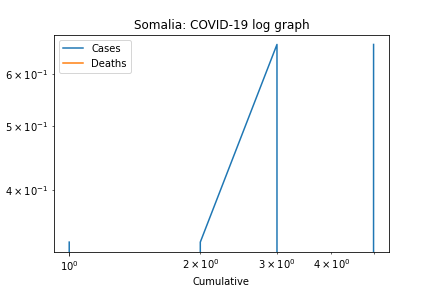 Somalia: COVID-19 log graph
Cases
Deaths
6 × 10⁻¹
5 × 10⁻¹
4 × 10⁻¹
10⁰
2 × 10⁰
3 × 10⁰
4 × 10⁰
Cumulative